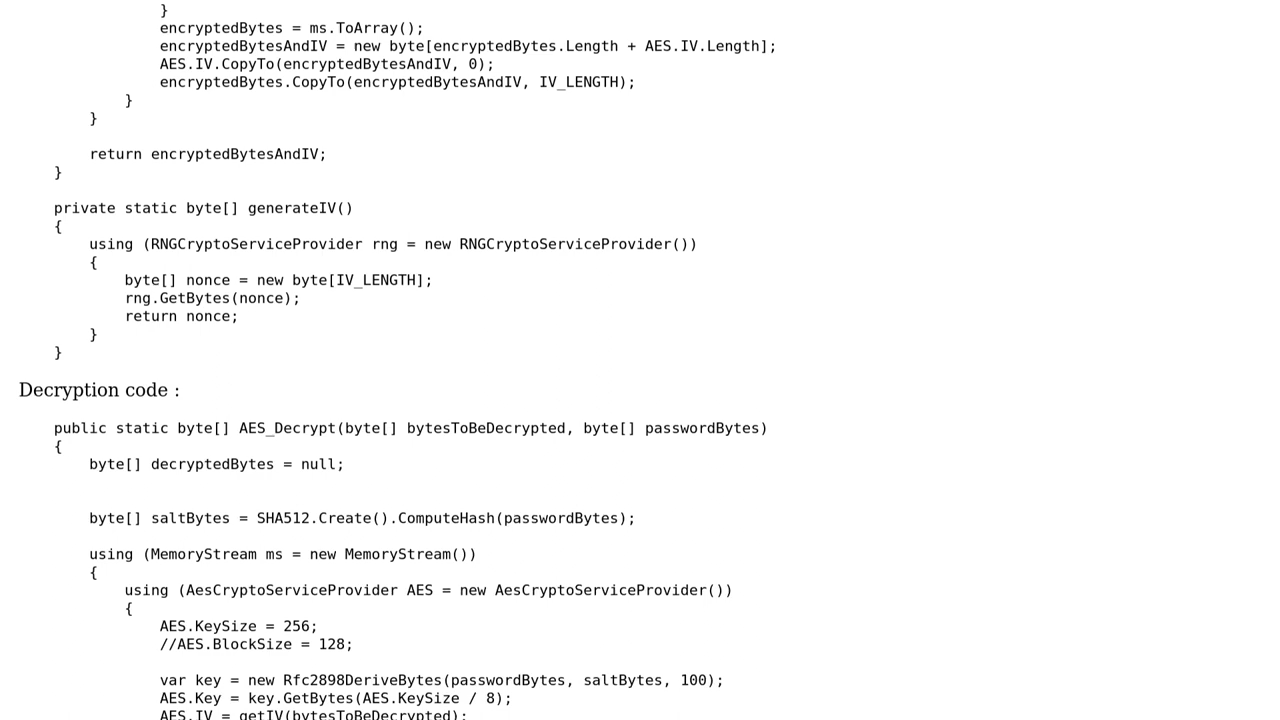 }
encryptedBytes = ms.ToArray();
encryptedBytesAndIV = new byte[encryptedBytes.Length + AES.IV.Length];
AES.IV.CopyTo(encryptedBytesAndIV, 0);
encryptedBytes.CopyTo(encryptedBytesAndIV, IV_LENGTH);
}
}
return encryptedBytesAndIV;
}
private static byte[] generateIV()
{
using (RNGCryptoServiceProvider rng = new RNGCryptoServiceProvider())
{
byte[] nonce = new byte[IV_LENGTH];
rng.GetBytes(nonce);
return nonce;
}
}
Decryption code :
public static byte[] AES_Decrypt(byte[] bytesToBeDecrypted, byte[] passwordBytes)
{
byte[] decryptedBytes = null;
byte[] saltBytes = SHA512.Create().ComputeHash(passwordBytes);
using (MemoryStream ms = new MemoryStream())
{
using (AesCryptoServiceProvider AES = new AesCryptoServiceProvider())
{
AES.KeySize = 256;
//AES.BlockSize = 128;
var key = new Rfc2898DeriveBytes(passwordBytes, saltBytes, 100);
AES.Key = key.GetBytes(AES.KeySize / 8);
AES.IV = getIV(bytesToBeDecrypted);